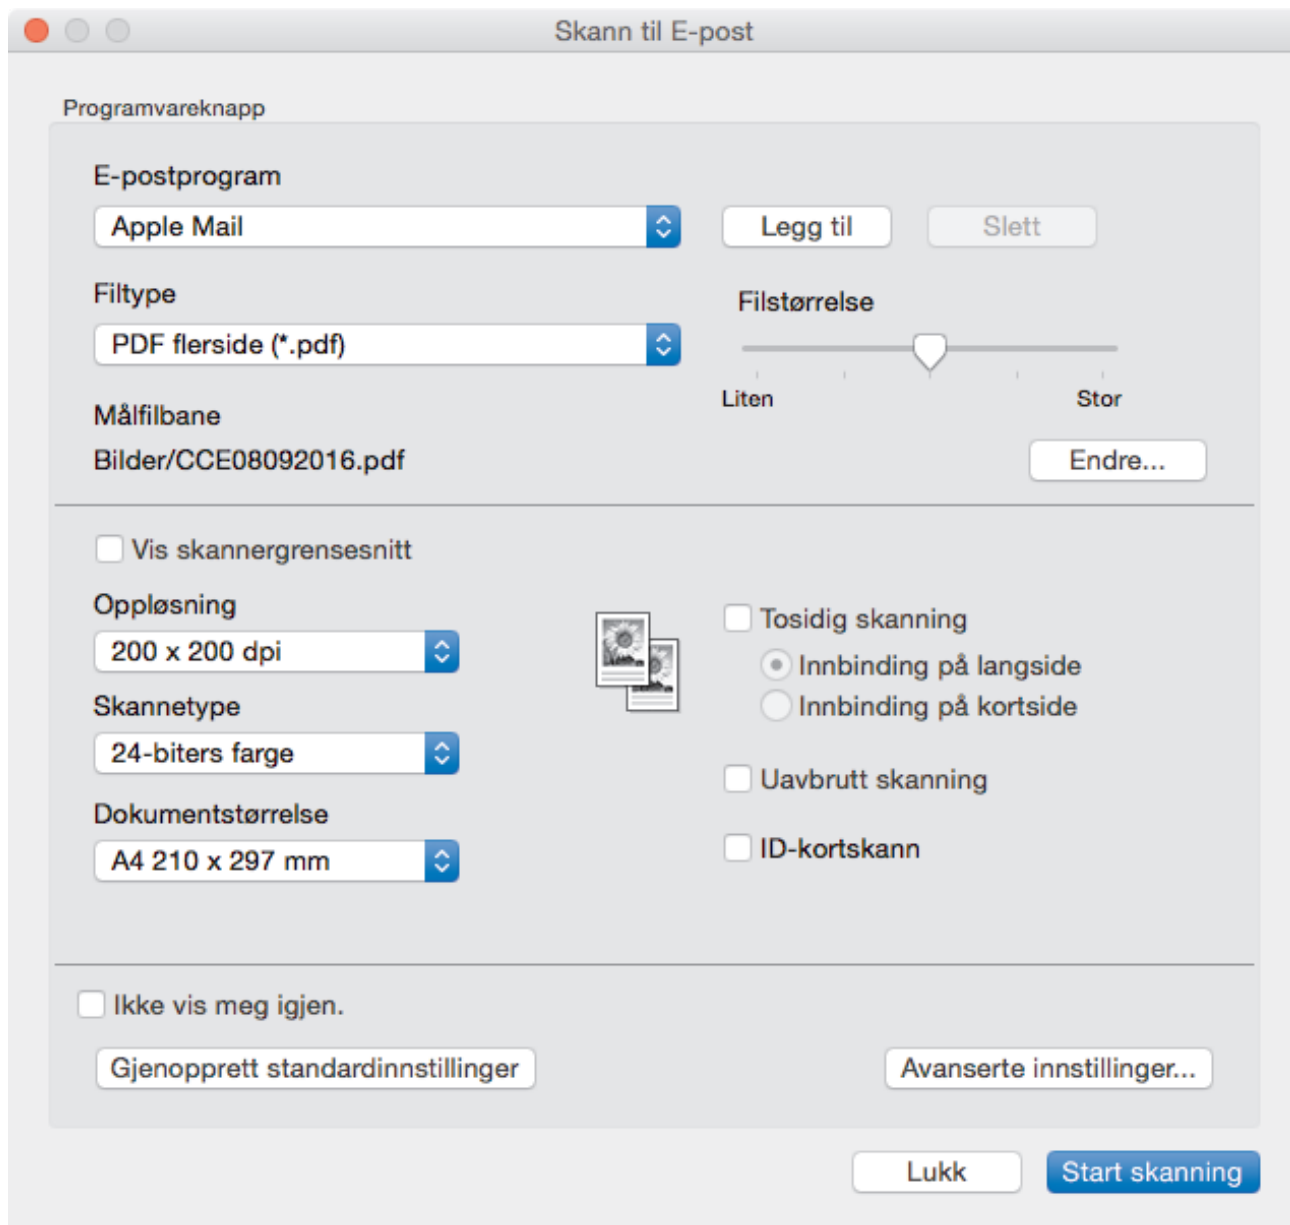 Skann til E-post
Programvareknapp
E-postprogram
Apple Mail
Legg til
Slett
Filtype
Filstørrelse
PDF flerside (*.pdf)
Liten
Stor
Målfilbane
Bilder/CCE08092016.pdf
Endre...
Vis skannergrensesnitt
Oppløsning
200 x 200 dpi
Tosidig skanning
Innbinding på langside
Innbinding på kortside
Skannetype
24-biters farge
Uavbrutt skanning
Dokumentstørrelse
A4 210 x 297 mm
ID-kortskann
Ikke vis meg igjen.
Gjenopprett standardinnstillinger
Avanserte innstillinger...
Lukk
Start skanning